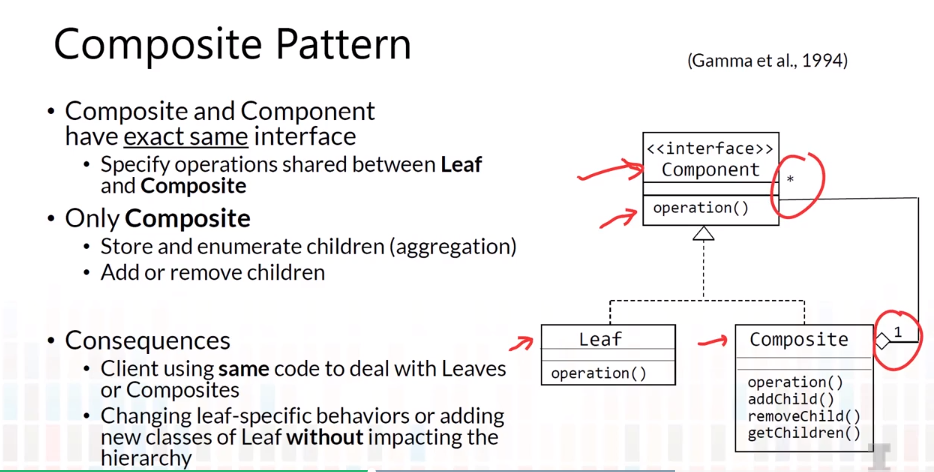 Composite Pattern
(Gamma et al., 1994)
• Composite and Component
have exact same interface
• Specify operations shared between Leaf
and Composite
• Only Composite
• Store and enumerate children (aggregation)
• Add or remove children
• Consequences
• Client using same code to deal with Leaves
or Composites
• Changing leaf-specific behaviors or adding
new classes of Leaf without impacting the
hierarchy
<<interface>>
Component
*
operation()
Leaf
operation()
Composite
1
operation()
addChild()
removeChild()
getChildren()